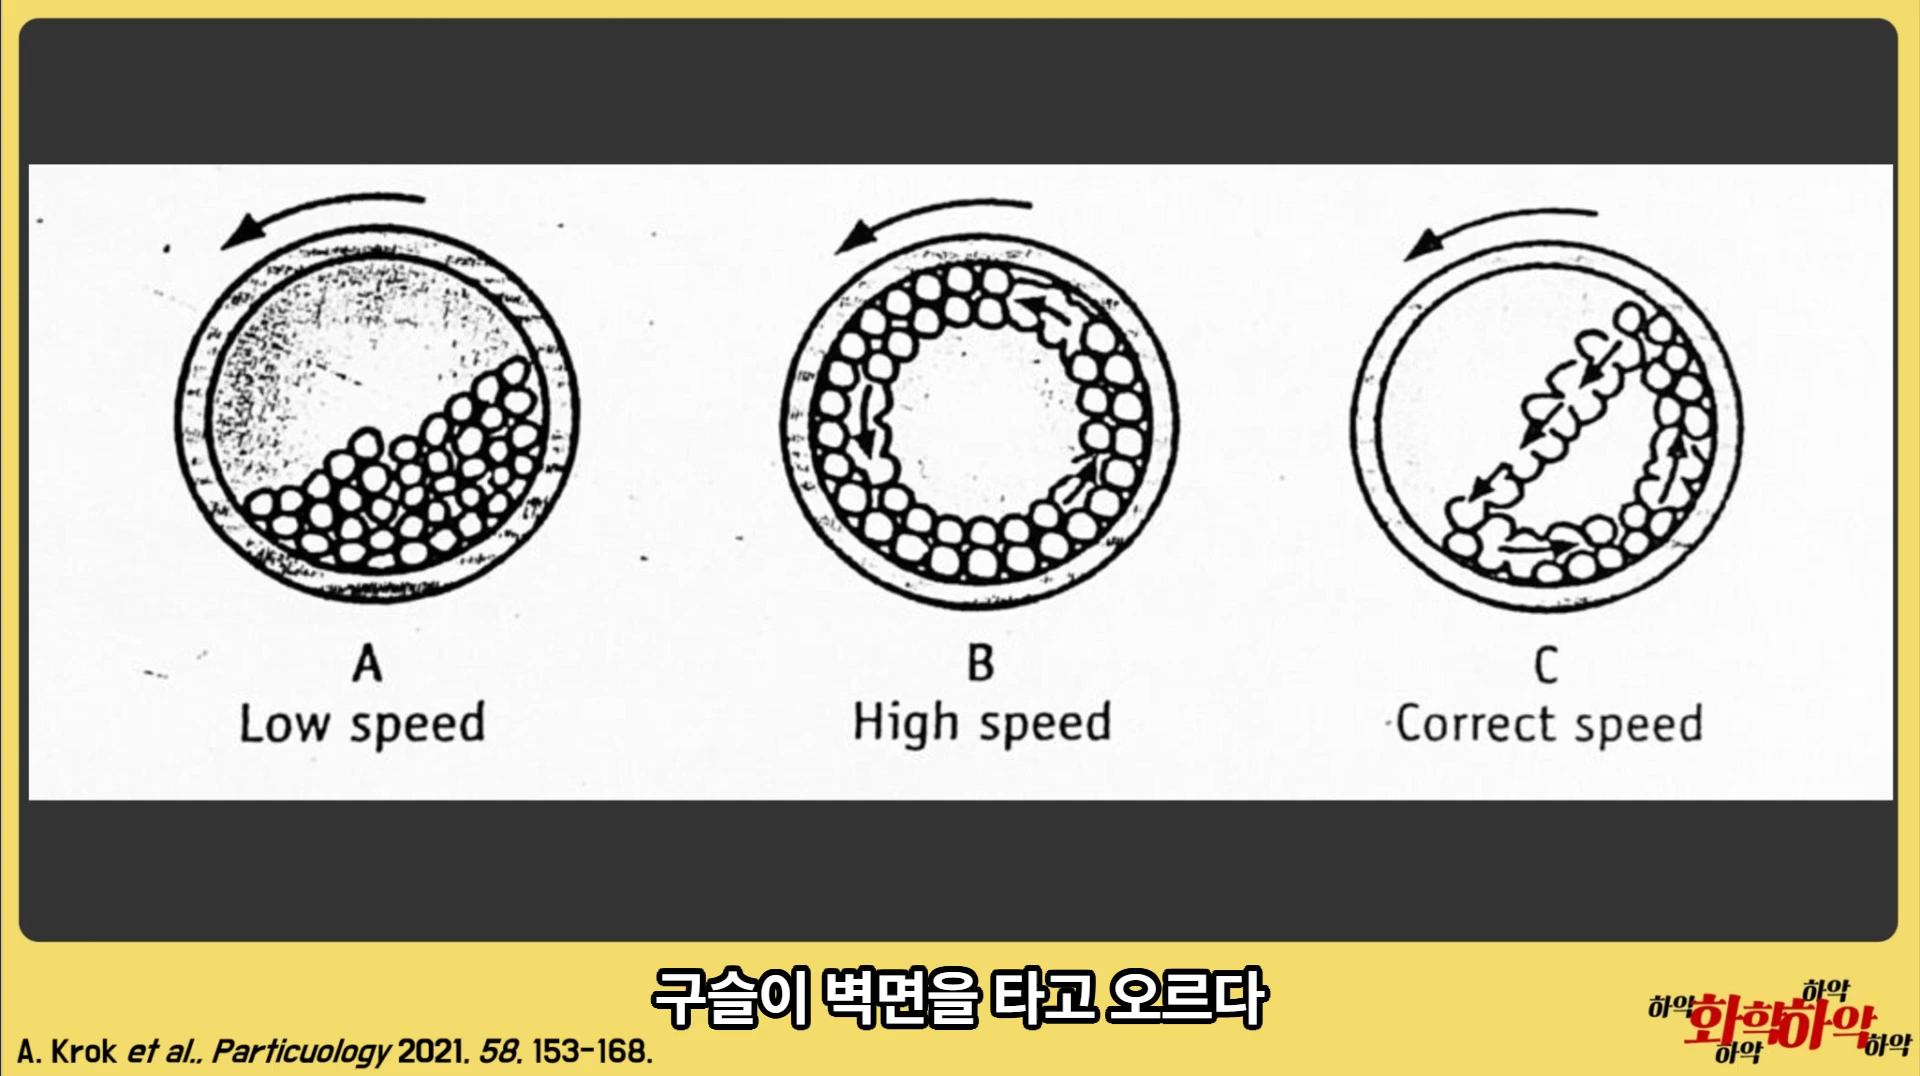 A
Low speed
B
High speed
C
Correct speed
구슬이 벽면을 타고 오르다
A. Krok et al., Particuology 2021, 58, 153-168.
하악
하악
화학하악
하악
하악